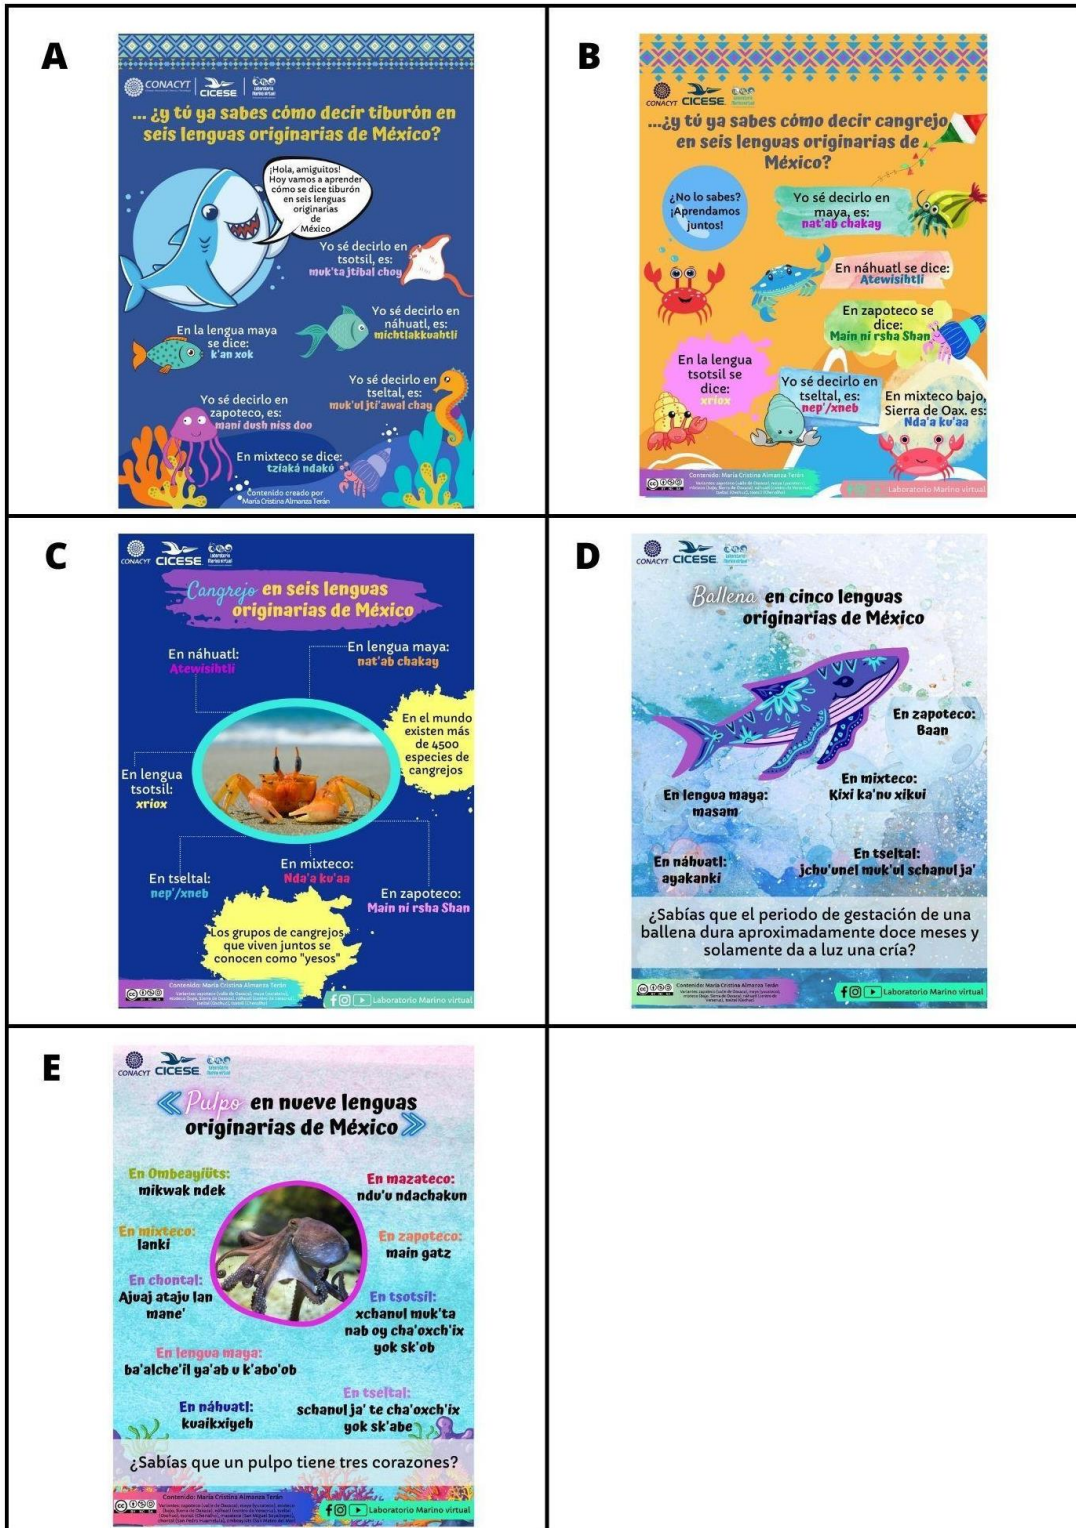 A
CONACYT
CICESE
... ¿y tú ya sabes cómo decir tiburón en
seis lenguas originarias de México?
¡Hola, amiguitos!
Hoy vamos a aprender
cómo se dice tiburón
en seis lenguas
originarias
de
México
Yo sé decirlo en
tsotsil, es:
muk'ta jtibal choy
Yo sé decirlo en
náhuatl, es:
michtlakkuahtli
En la lengua maya
se dice:
k'an xok
Yo sé decirlo en
tseltal, es:
muk'ul jti'awal chay
Yo sé decirlo en
zapoteco, es:
mani dush niss doo
En mixteco se dice:
tziaká ndakú
Contenido creado por
María Cristina Almanza Terán
B
CONACYT
CICESE
...¿y tú ya sabes cómo decir cangrejo
en seis lenguas originarias de
México?
¿No lo sabes?
¡Aprendamos
juntos!
Yo sé decirlo en
maya, es:
nat'ab chakay
En náhuatl se dice:
Atewisihtli
En zapoteco se
dice:
Main ni rsha Shan
En la lengua
tsotsil se
dice:
xriox
Yo sé decirlo en
tseltal, es:
nep'/xneb
En mixteco bajo,
Sierra de Oax. es:
Nda'a ku'aa
Contenido: María Cristina Almanza Terán
Laboratorio Marino virtual
C
CONACYT
CICESE
Cangrejo en seis lenguas
originarias de México
En náhuatl:
Atewisihtli
En lengua maya:
nat'ab chakay
En el mundo
existen más
de 4500
especies de
cangrejos
En lengua
tsotsil:
xriox
En tseltal:
nep'/xneb
En mixteco:
Nda'a ku'aa
En zapoteco:
Main ni rsha Shan
Los grupos de cangrejos
que viven juntos se
conocen como "yesos"
Contenido: María Cristina Almanza Terán
Laboratorio Marino virtual
D
CONACYT
CICESE
Ballena en cinco lenguas
originarias de México
En zapoteco:
Baan
En mixteco:
Kixi ka'nu xikui
En lengua maya:
masam
En náhuatl:
ayakanki
En tseltal:
jchu'unel muk'ul schanul ja'
¿Sabías que el periodo de gestación de una
ballena dura aproximadamente doce meses y
solamente da a luz una cría?
Contenido: María Cristina Almanza Terán
Laboratorio Marino virtual
E
CONACYT
CICESE
Pulpo en nueve lenguas
originarias de México
En Ombeayiüts:
mikwak ndek
En mazateco:
ndu'u ndachakun
En mixteco:
lanki
En zapoteco:
main gatz
En chontal:
Ajuaj ataju lan
mane'
En tsotsil:
xchanul muk'ta
nab oy cha'oxch'ix
yok sk'ob
En lengua maya:
ba'alche'il ya'ab u k'abo'ob
En náhuatl:
kuaikxiyeh
En tseltal:
schanul ja' te cha'oxch'ix
yok sk'abe
¿Sabías que un pulpo tiene tres corazones?
Contenido: María Cristina Almanza Terán
Laboratorio Marino virtual